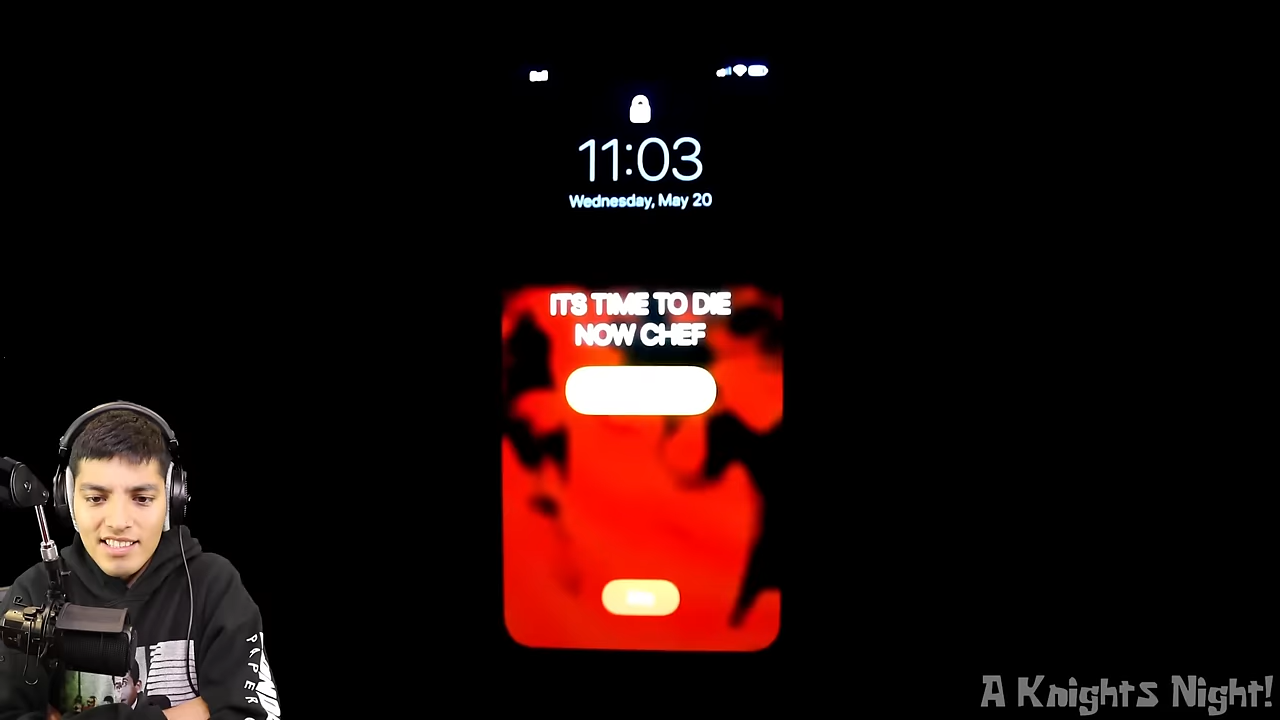 11:03
Wednesday, May 20
ITS TIME TO DIE
NOW CHEF
A Knights Night!